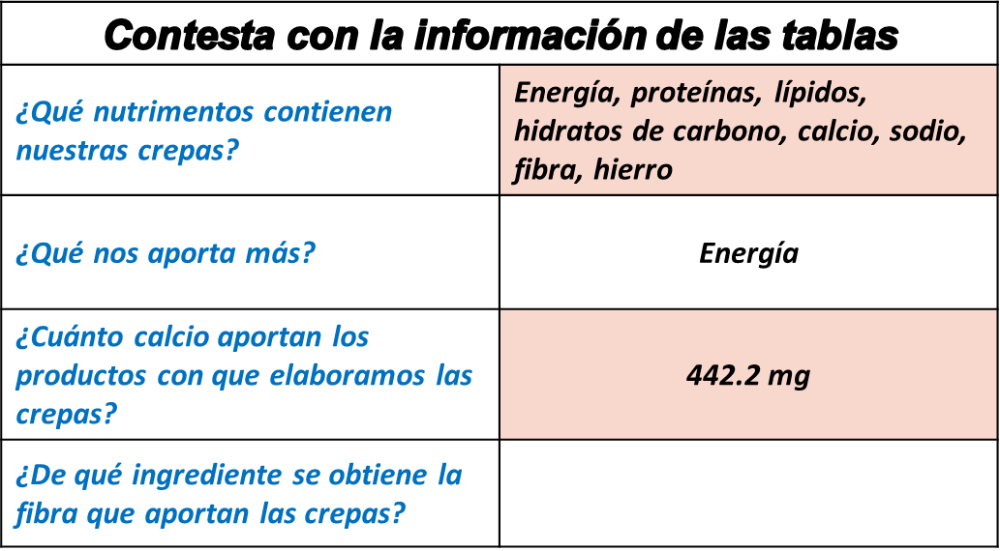 Contesta con la información de las tablas
¿Qué nutrimentos contienen
nuestras crepas?
Energía, proteínas, lípidos,
hidratos de carbono, calcio, sodio,
fibra, hierro
¿Qué nos aporta más?
Energía
¿Cuánto calcio aportan los
productos con que elaboramos las
crepas?
442.2 mg
¿De qué ingrediente se obtiene la
fibra que aportan las crepas?